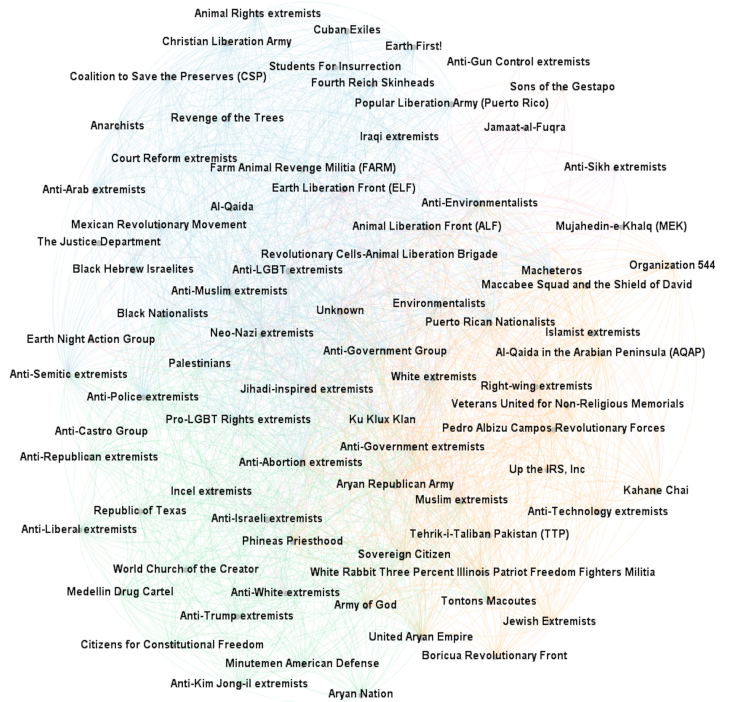 Animal Rights extremists
Cuban Exiles
Christian Liberation Army
Earth First!
Anti-Gun Control extremists
Students For Insurrection
Coalition to Save the Preserves (CSP)
Fourth Reich Skinheads
Sons of the Gestapo
Popular Liberation Army (Puerto Rico)
Revenge of the Trees
Anarchists
Jamaat-al-Fuqra
Iraqi extremists
Court Reform extremists
Farm Animal Revenge Militia (FARM)
Anti-Sikh extremists
Anti-Arab extremists
Earth Liberation Front (ELF)
Al-Qaida
Anti-Environmentalists
Mexican Revolutionary Movement
Animal Liberation Front (ALF)
Mujahedin-e Khalq (MEK)
The Justice Department
Revolutionary Cells-Animal Liberation Brigade
Black Hebrew Israelites
Anti-LGBT extremists
Macheteros
Organization 544
Maccabee Squad and the Shield of David
Anti-Muslim extremists
Environmentalists
Black Nationalists
Unknown
Puerto Rican Nationalists
Neo-Nazi extremists
Islamist extremists
Earth Night Action Group
Anti-Government Group
Al-Qaida in the Arabian Peninsula (AQAP)
Palestinians
Anti-Semitic extremists
White extremists
Right-wing extremists
Jihadi-inspired extremists
Anti-Police extremists
Veterans United for Non-Religious Memorials
Pro-LGBT Rights extremists
Ku Klux Klan
Anti-Castro Group
Pedro Albizu Campos Revolutionary Forces
Anti-Government extremists
Anti-Republican extremists
Anti-Abortion extremists
Up the IRS, Inc
Aryan Republican Army
Incel extremists
Kahane Chai
Muslim extremists
Republic of Texas
Anti-Technology extremists
Anti-Israeli extremists
Anti-Liberal extremists
Tehrik-i-Taliban Pakistan (TTP)
Phineas Priesthood
Sovereign Citizen
World Church of the Creator
White Rabbit Three Percent Illinois Patriot Freedom Fighters Militia
Medellin Drug Cartel
Anti-White extremists
Army of God
Tontons Macoutes
Anti-Trump extremists
Jewish Extremists
United Aryan Empire
Citizens for Constitutional Freedom
Boricua Revolutionary Front
Minutemen American Defense
Anti-Kim Jong-il extremists
Aryan Nation